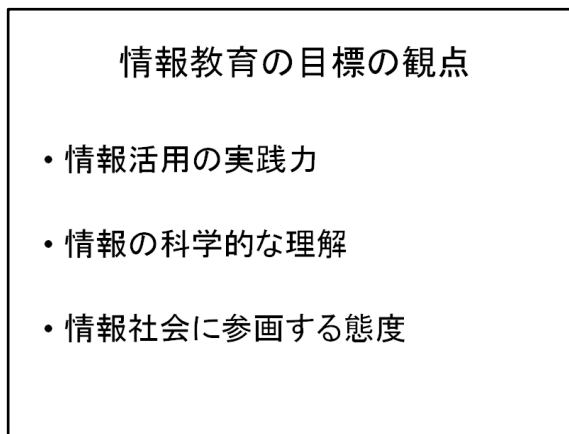 情報教育の目標の観点
• 情報活用の実践力
• 情報の科学的な理解
• 情報社会に参画する態度